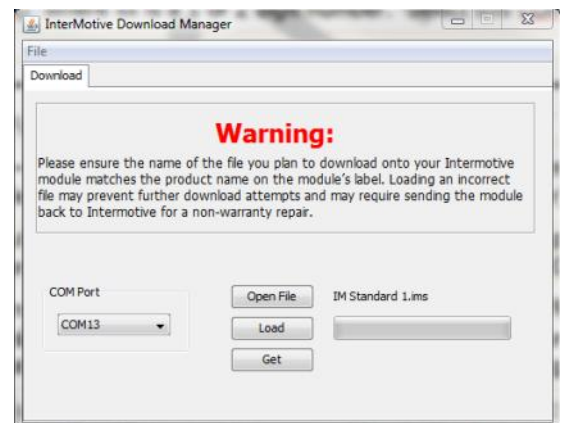 InterMotive Download Manager
File
Download
Warning:
Please ensure the name of the file you plan to download onto your Intermotive
module matches the product name on the module's label. Loading an incorrect
file may prevent further download attempts and may require sending the module
back to Intermotive for a non-warranty repair.
COM Port
Open File
IM Standard 1.ims
COM13
Load
Get